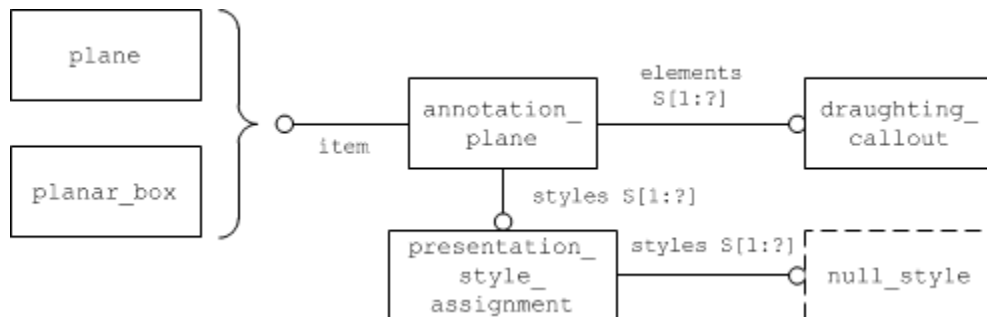 plane
elements
S[1:?]
annotation_
plane
draughting_
callout
item
planar_box
styles S[1:?]
presentation_
style_
assignment
styles S[1:?]
null_style